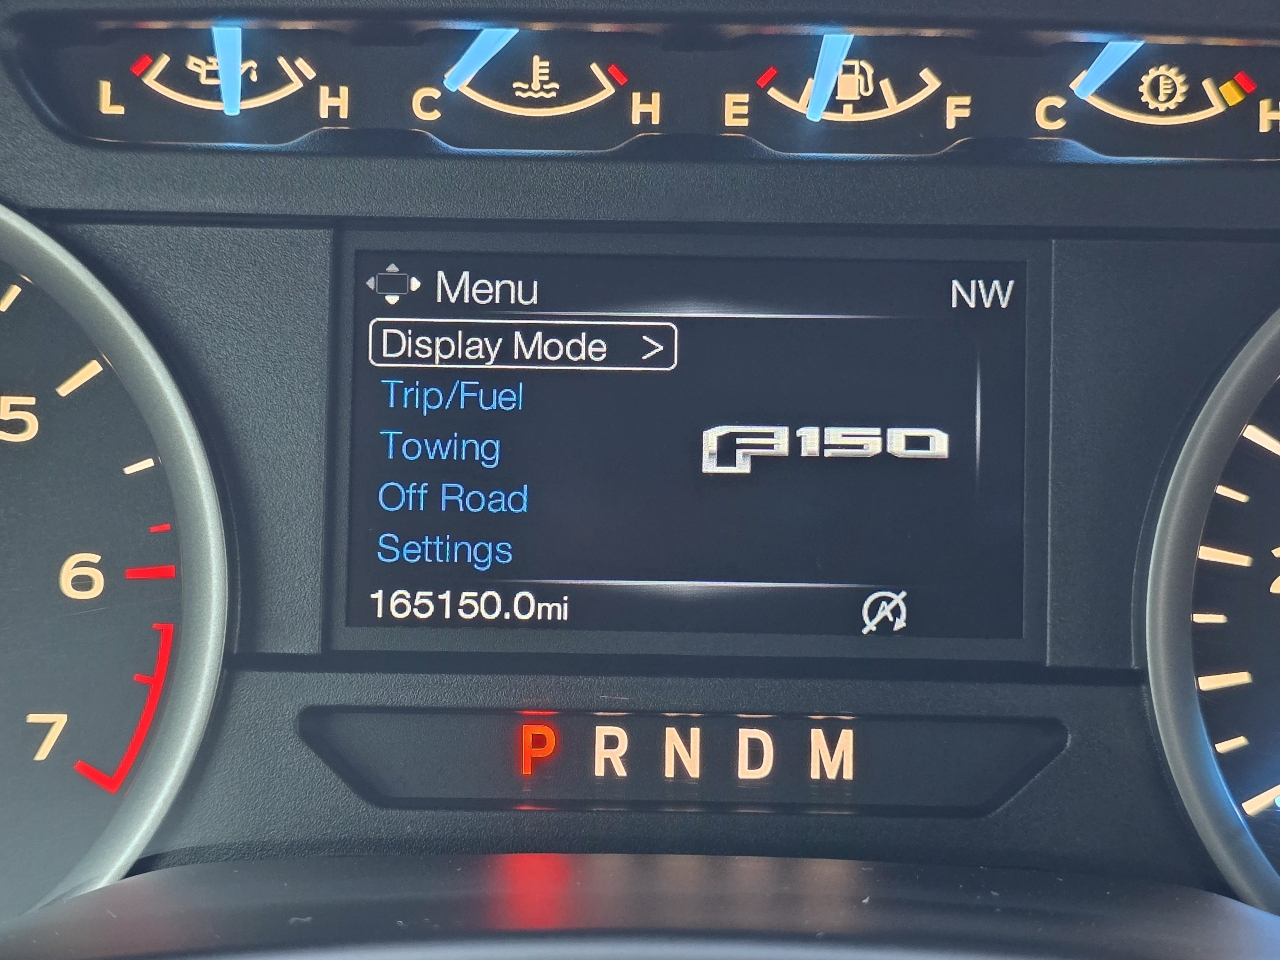 L H C H E F C H
Menu NW
Display Mode >
Trip/Fuel
Towing
F150
Off Road
Settings
165150.0mi
A
5
6
7
P R N D M